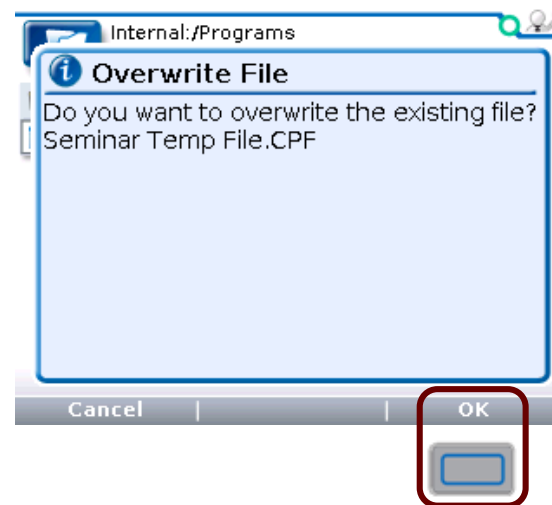 Internal:/Programs
Overwrite File
Do you want to overwrite the existing file?
Seminar Temp File.CPF
Cancel | | OK